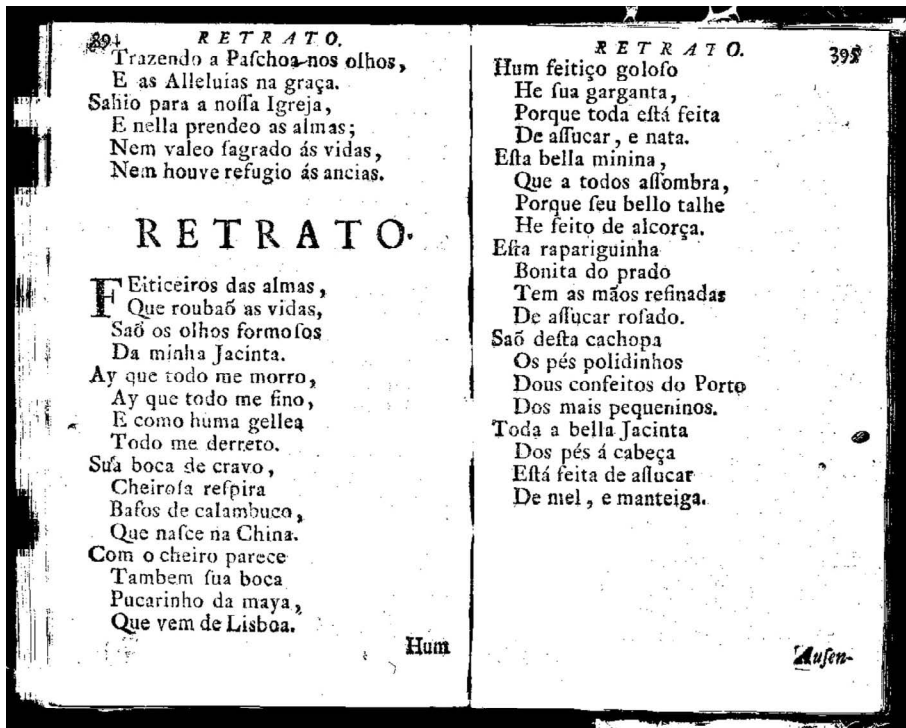 894 RETRATO.
Trazendo a Paſchoa nos olhos,
E as Alleluias na graça.
Sahio para a noſſa Igreja,
E nella prendeo as almas;
Nem valeo ſagrado ás vidas,
Nem houve refugio ás ancias.
RETRATO.
FEiticeiros das almas,
Que roubaõ as vidas,
Saõ os olhos formoſos
Da minha Jacinta.
Ay que todo me morro,
Ay que todo me fino,
E como huma gellea
Todo me derreto.
Sua boca de cravo,
Cheiroſa reſpira
Bafos de calambuco,
Que naſce na China.
Com o cheiro parece
Tambem ſua boca
Pucarinho da maya,
Que vem de Lisboa.
Hum
RETRATO. 395
Hum feitiço goloſo
He ſua garganta,
Porque toda eſtá feita
De aſſucar, e nata.
Eſta bella minina,
Que a todos aſſombra,
Porque ſeu bello talhe
He feito de alcorça.
Eſta rapariguinha
Bonita do prado
Tem as mãos refinadas
De aſſucar roſado.
Saõ deſta cachopa
Os pés polidinhos
Dous confeitos do Porto
Dos mais pequeninos.
Toda a bella Jacinta
Dos pés á cabeça
Eſtá feita de aſſucar
De mel, e manteiga.
Auſen-